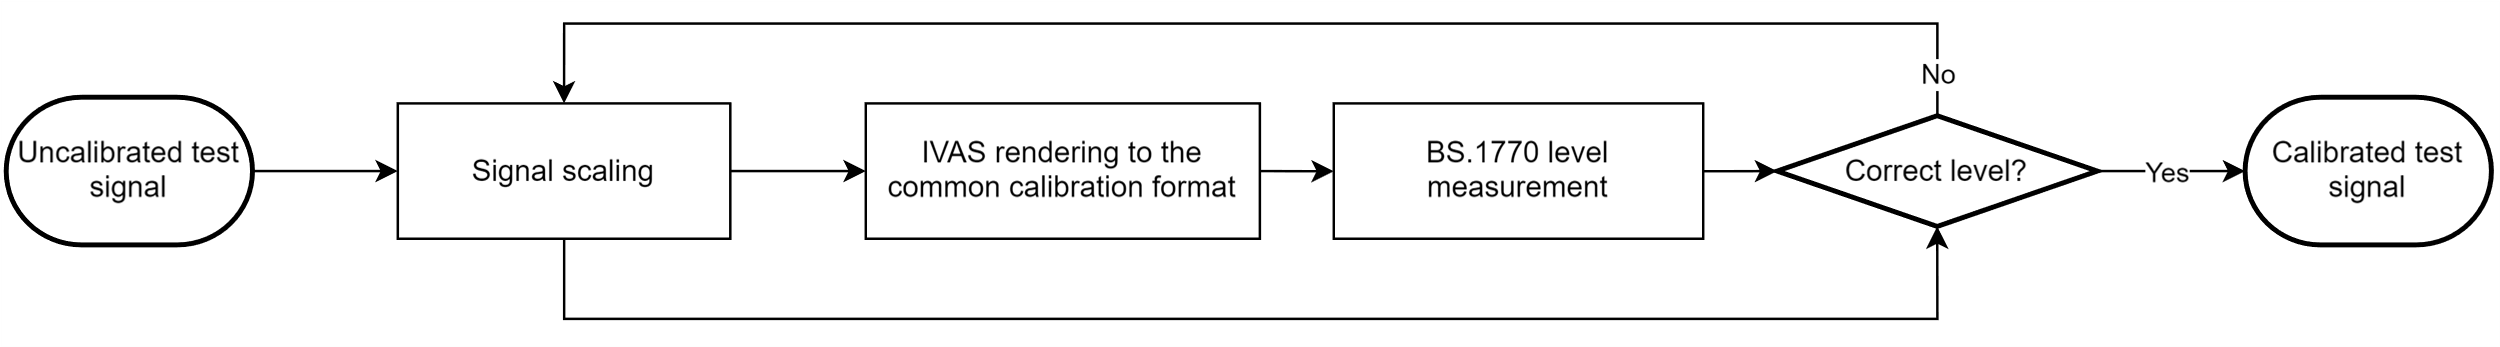 Uncalibrated test
signal
Signal scaling
IVAS rendering to the
common calibration format
BS.1770 level
measurement
Correct level?
No
Yes
Calibrated test
signal